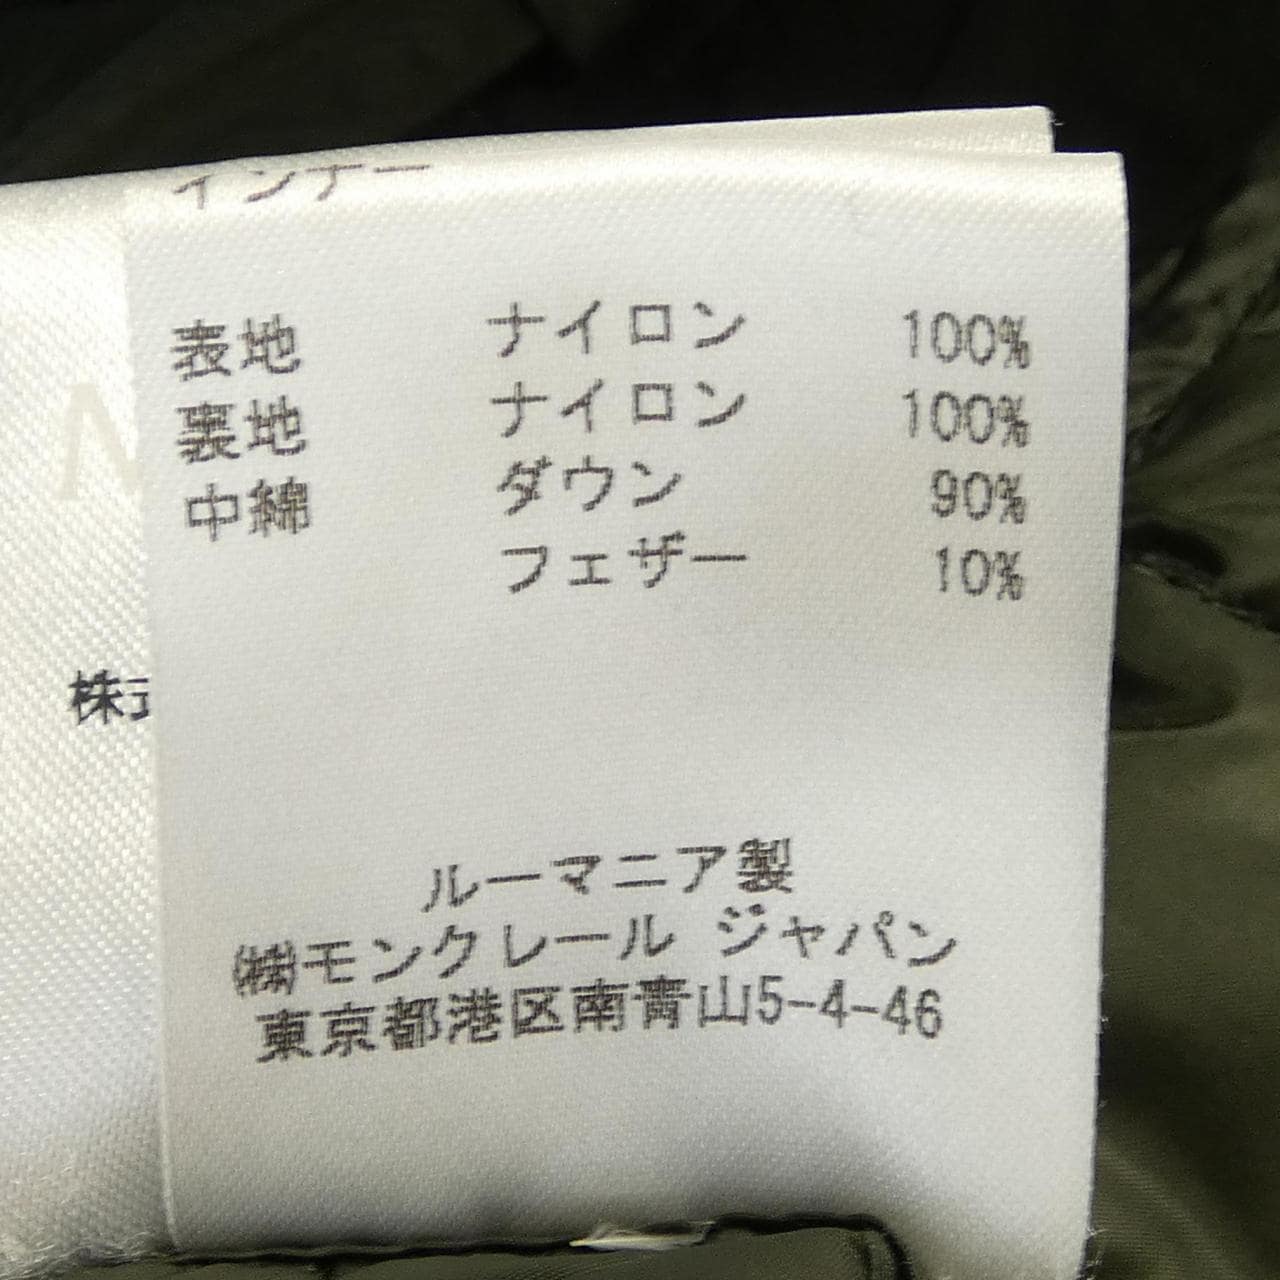 インナー
表地 ナイロン 100%
裏地 ナイロン 100%
中綿 ダウン 90%
フェザー 10%
株式
ルーマニア製
㈱モンクレール ジャパン
東京都港区南青山5-4-46